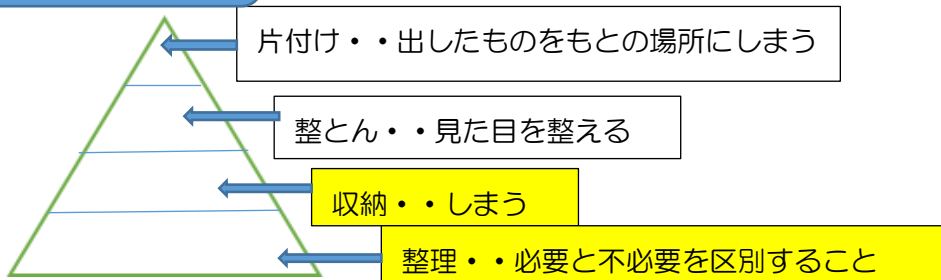 片付け・・出したものをもとの場所にしまう
整とん・・見た目を整える
収納・・しまう
整理・・必要と不必要を区別すること